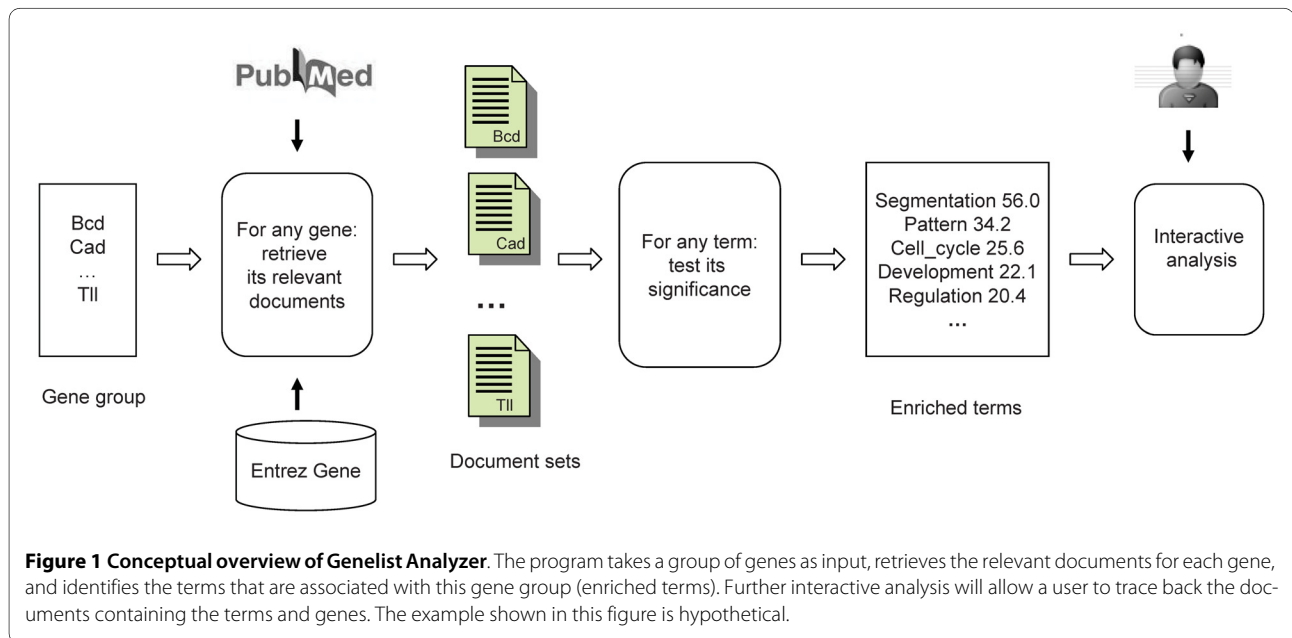 PubMed
Bcd
Cad
...
Tll
Gene group
For any gene:
retrieve
its relevant
documents
Entrez Gene
Bcd
Cad
...
Tll
Document sets
For any term:
test its
significance
Segmentation 56.0
Pattern 34.2
Cell_cycle 25.6
Development 22.1
Regulation 20.4
...
Enriched terms
Interactive
analysis
Figure 1 Conceptual overview of Genelist Analyzer. The program takes a group of genes as input, retrieves the relevant documents for each gene,
and identifies the terms that are associated with this gene group (enriched terms). Further interactive analysis will allow a user to trace back the doc-
uments containing the terms and genes. The example shown in this figure is hypothetical.